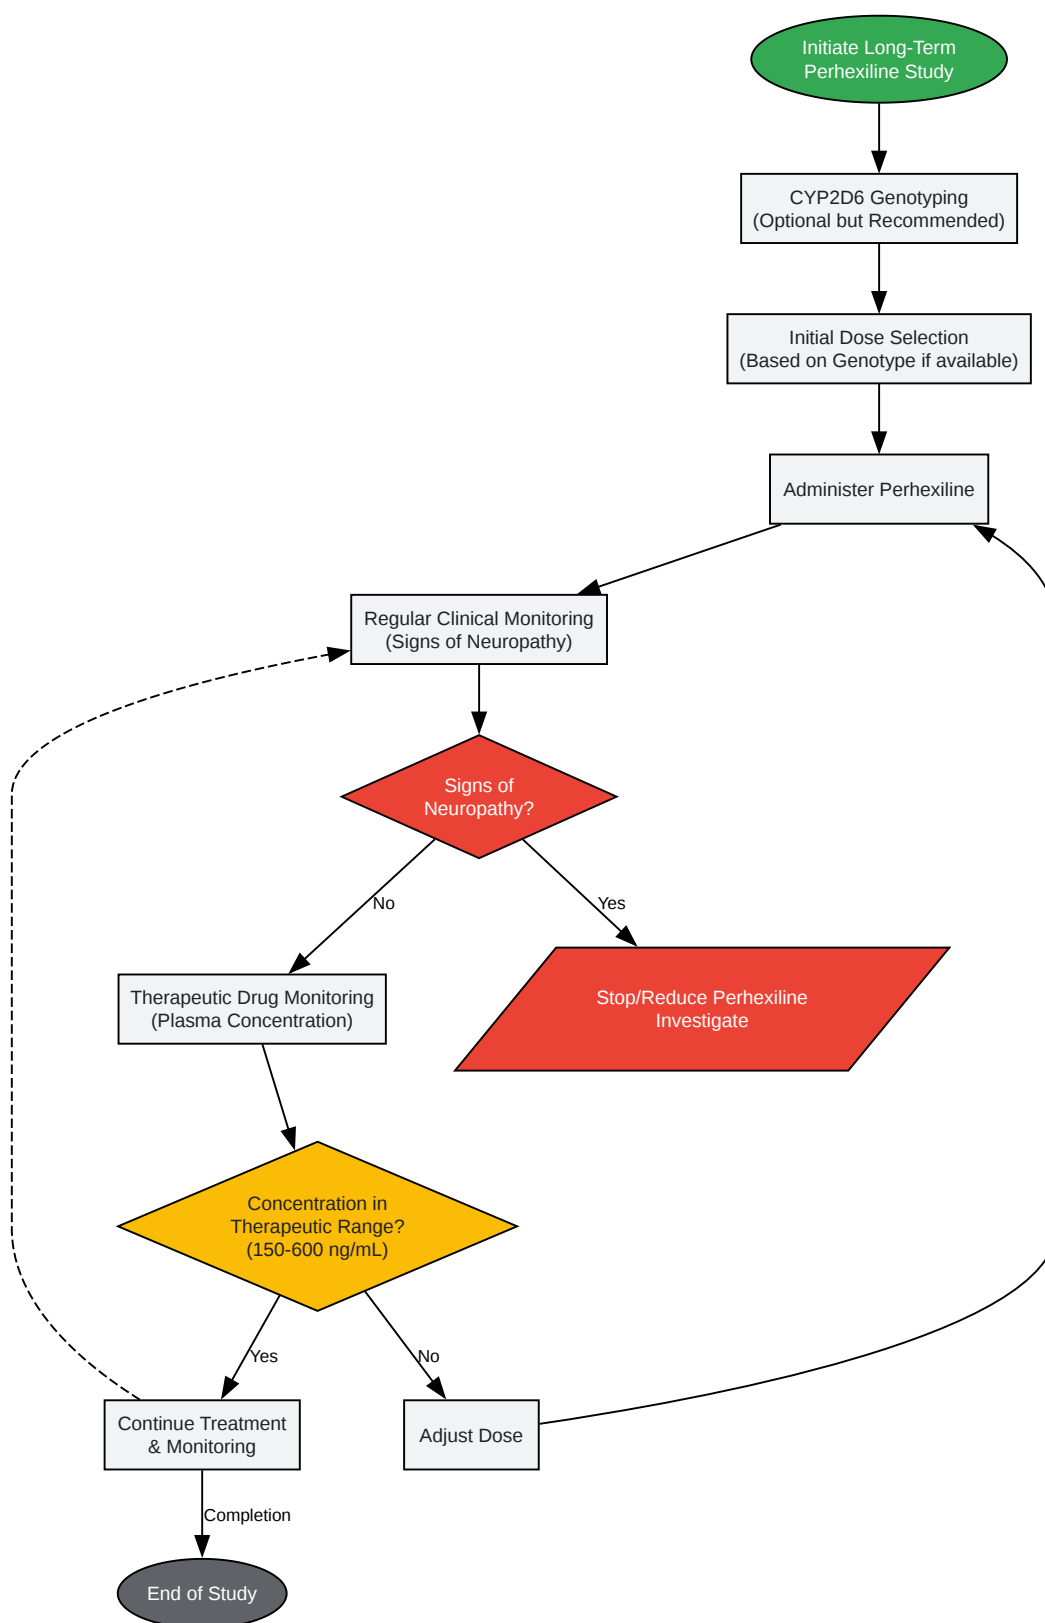 Initiate Long-Term
Perhexiline Study
CYP2D6 Genotyping
(Optional but Recommended)
Initial Dose Selection
(Based on Genotype if available)
Administer Perhexiline
Regular Clinical Monitoring
(Signs of Neuropathy)
Signs of
Neuropathy?
No
Yes
Therapeutic Drug Monitoring
(Plasma Concentration)
Stop/Reduce Perhexiline
Investigate
Concentration in
Therapeutic Range?
(150-600 ng/mL)
Yes
No
Continue Treatment
& Monitoring
Adjust Dose
Completion
End of Study